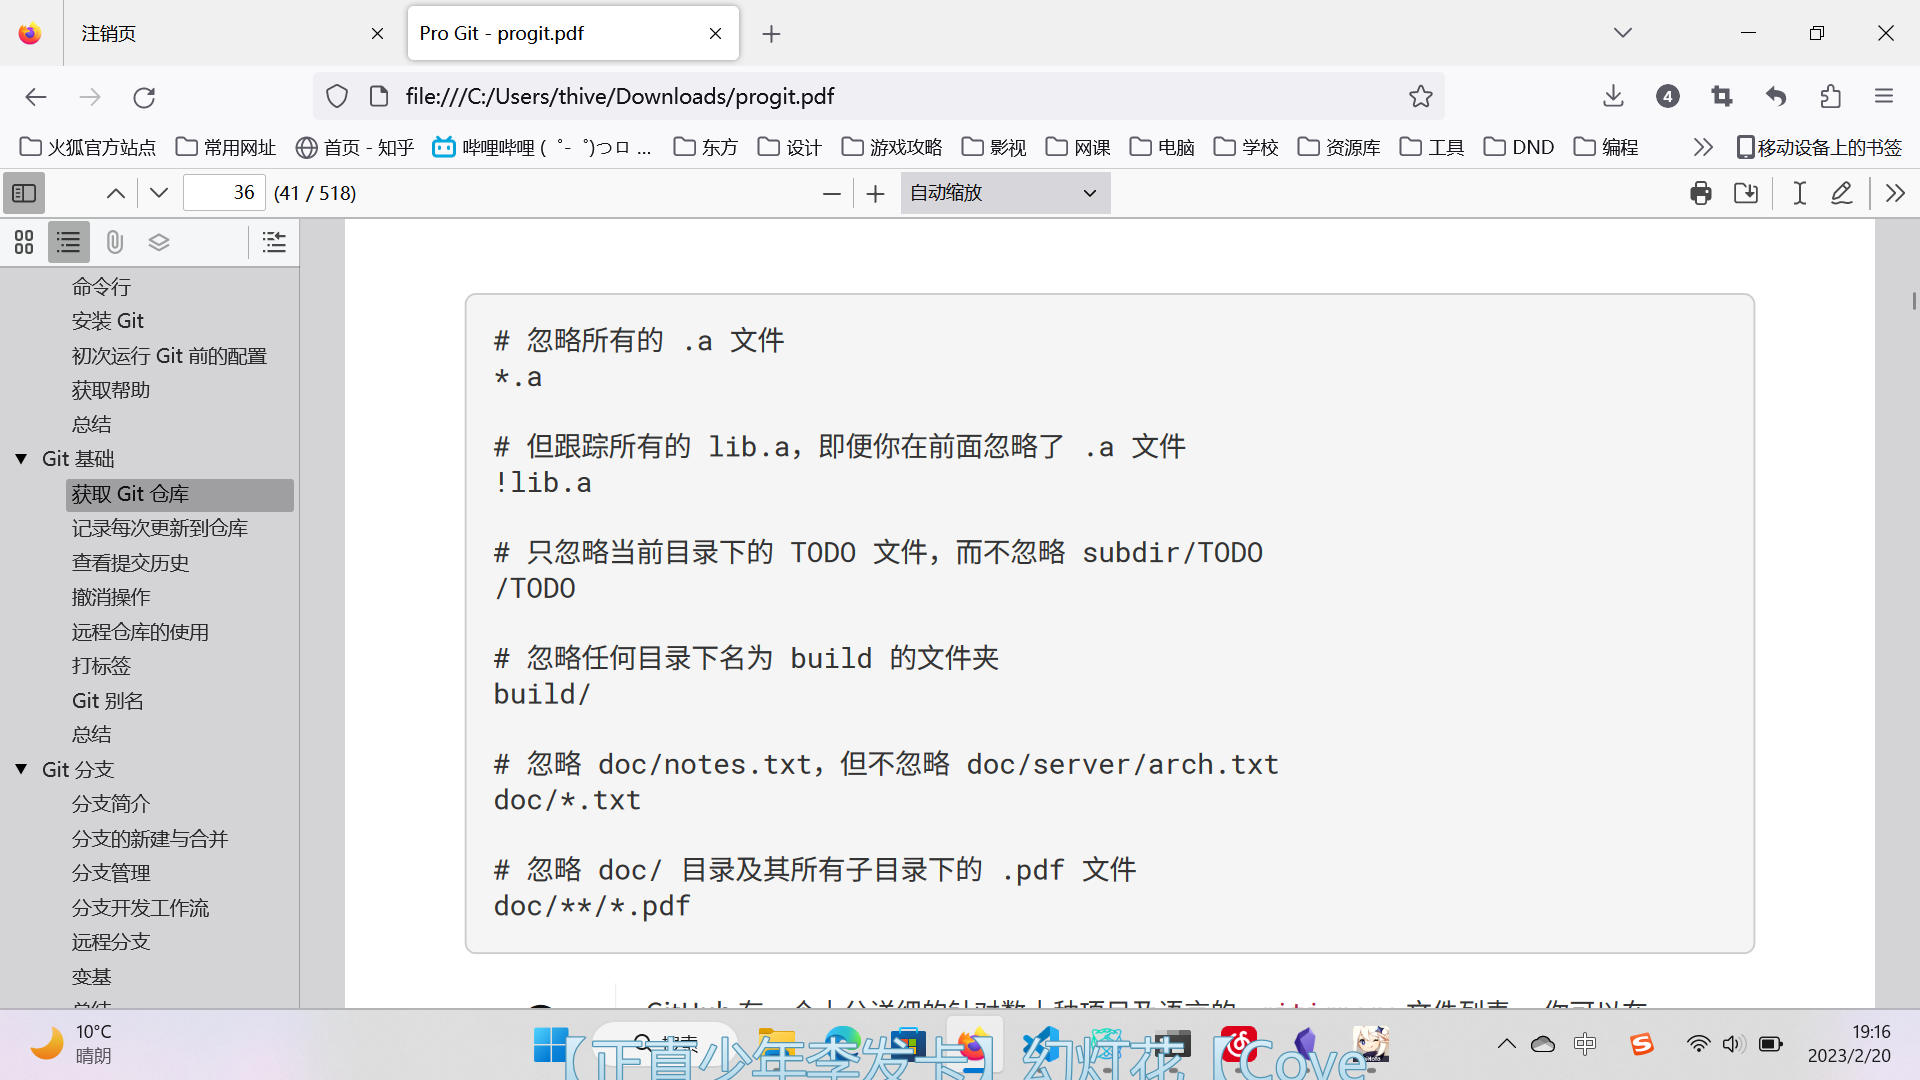 注销页
Pro Git - progit.pdf
file:///C:/Users/thive/Downloads/progit.pdf
4
火狐官方站点
常用网址
首页 - 知乎
哔哩哔哩 ( ゜- ゜)つロ ...
东方
设计
游戏攻略
影视
网课
电脑
学校
资源库
工具
DND
编程
移动设备上的书签
36
(41 / 518)
自动缩放
命令行
安装 Git
初次运行 Git 前的配置
获取帮助
总结
Git 基础
获取 Git 仓库
记录每次更新到仓库
查看提交历史
撤消操作
远程仓库的使用
打标签
Git 别名
总结
Git 分支
分支简介
分支的新建与合并
分支管理
分支开发工作流
远程分支
变基
# 忽略所有的 .a 文件
*.a
# 但跟踪所有的 lib.a，即便你在前面忽略了 .a 文件
!lib.a
# 只忽略当前目录下的 TODO 文件，而不忽略 subdir/TODO
/TODO
# 忽略任何目录下名为 build 的文件夹
build/
# 忽略 doc/notes.txt，但不忽略 doc/server/arch.txt
doc/*.txt
# 忽略 doc/ 目录及其所有子目录下的 .pdf 文件
doc/**/*.pdf
10°C
晴朗
搜索
【正直少年李发卡】幻灯花【Cove
中
19:16
2023/2/20